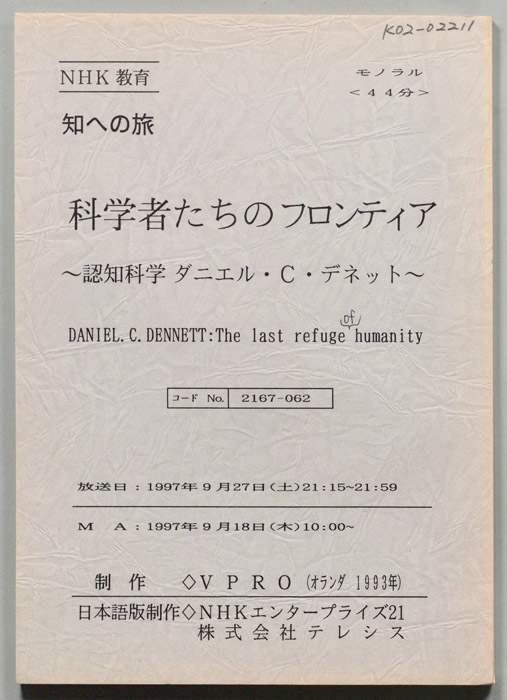 K02-02211
NHK 教育
モノラル
<44分>
知への旅
科学者たちのフロンティア
~認知科学 ダニエル・C・デネット~
of
DANIEL.C.DENNETT:The last refuge humanity
コード No. 2167-062
放送日:1997年9月27日(土)21:15~21:59
M A:1997年9月18日(木)10:00~
制作 ◇VPRO (オランダ 1993年)
日本語版制作◇NHKエンタープライズ21
株式会社テレシス